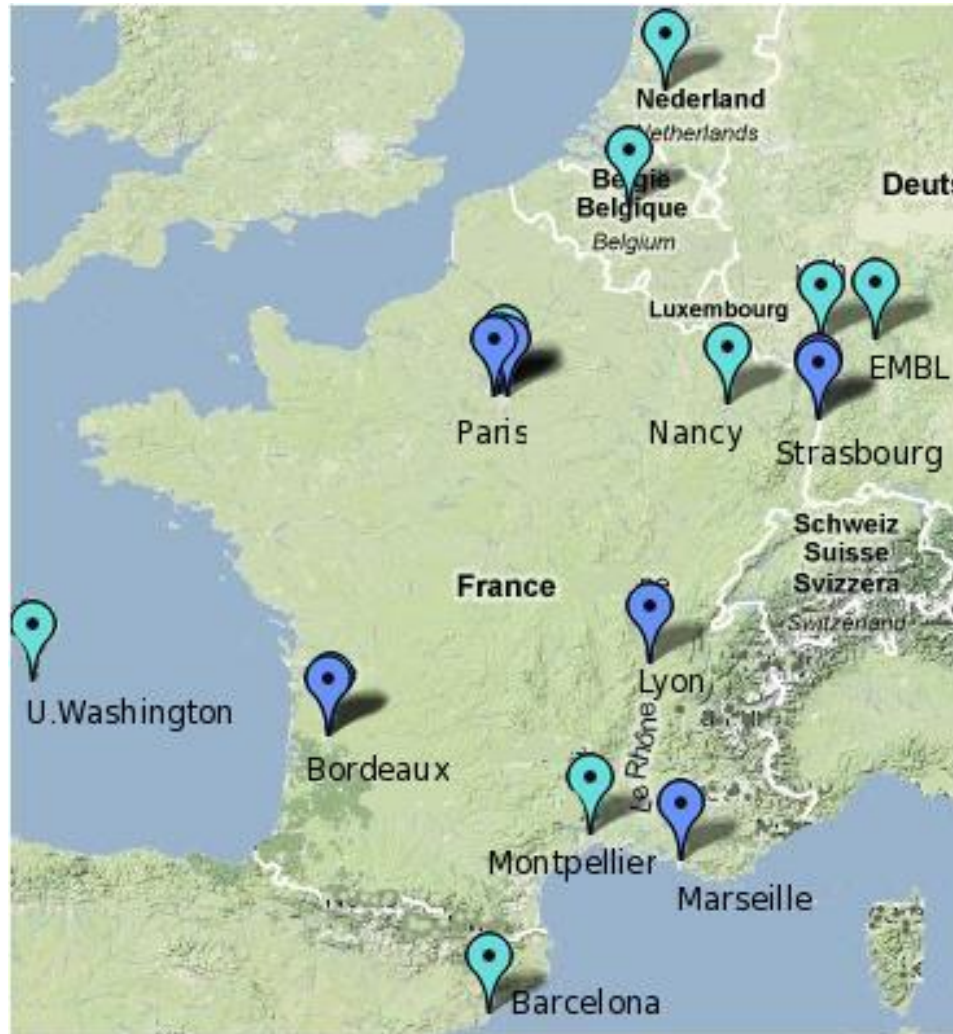 Nederland
Netherlands
België
Belgique
Belgium
Deuts
Luxembourg
EMBL
Paris
Nancy
Strasbourg
Schweiz
Suisse
Svizzera
Switzerland
France
Lyon
U.Washington
Le Rhône
Bordeaux
Montpellier
Marseille
Barcelona